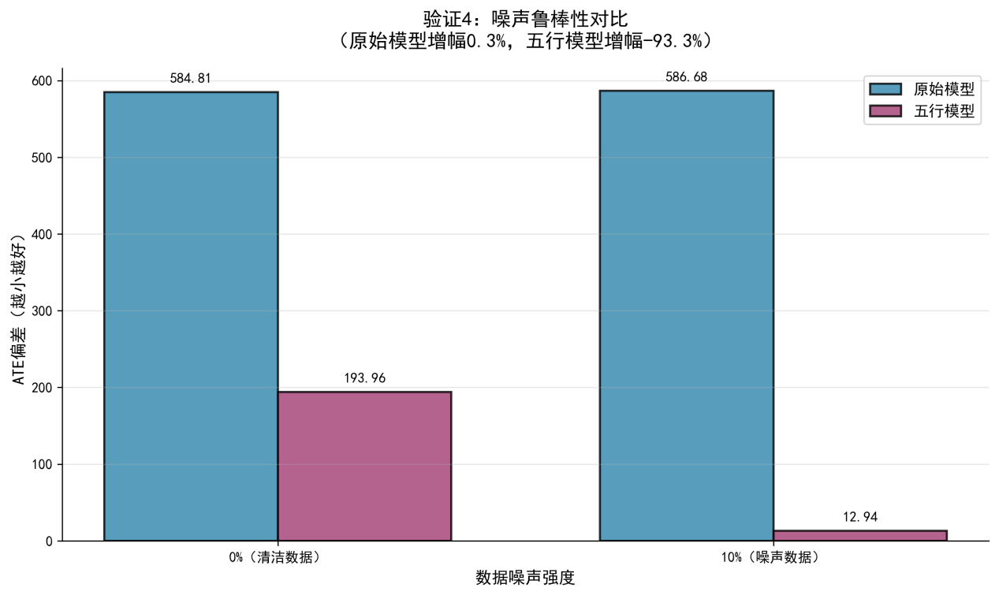 验证4：噪声鲁棒性对比
（原始模型增幅0.3%，五行模型增幅−93.3%）
原始模型
五行模型
ATE偏差（越小越好）
600
500
400
300
200
100
0
584.81
193.96
586.68
12.94
0%（清洁数据）
10%（噪声数据）
数据噪声强度